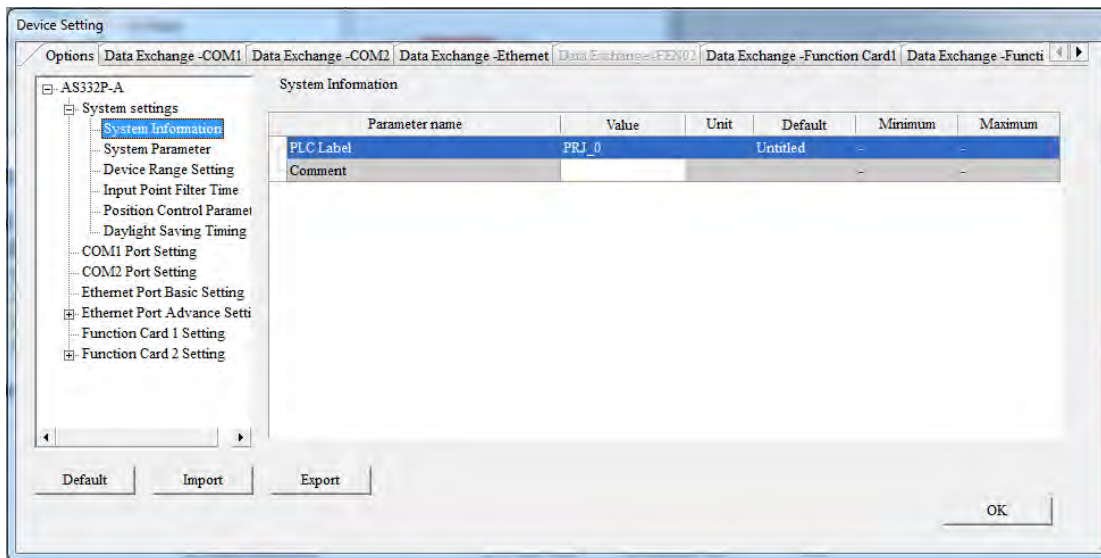 Device Setting
Options Data Exchange -COM1 Data Exchange -COM2 Data Exchange -Ethernet Data Exchange -FEN02 Data Exchange -Function Card1 Data Exchange -Functi
AS332P-A
System settings
System Information
System Parameter
Device Range Setting
Input Point Filter Time
Position Control Paramet
Daylight Saving Timing
COM1 Port Setting
COM2 Port Setting
Ethernet Port Basic Setting
Ethernet Port Advance Setti
Function Card 1 Setting
Function Card 2 Setting
System Information
Parameter name Value Unit Default Minimum Maximum
PLC Label PRJ_0 Untitled - -
Comment - -
Default Import Export
OK